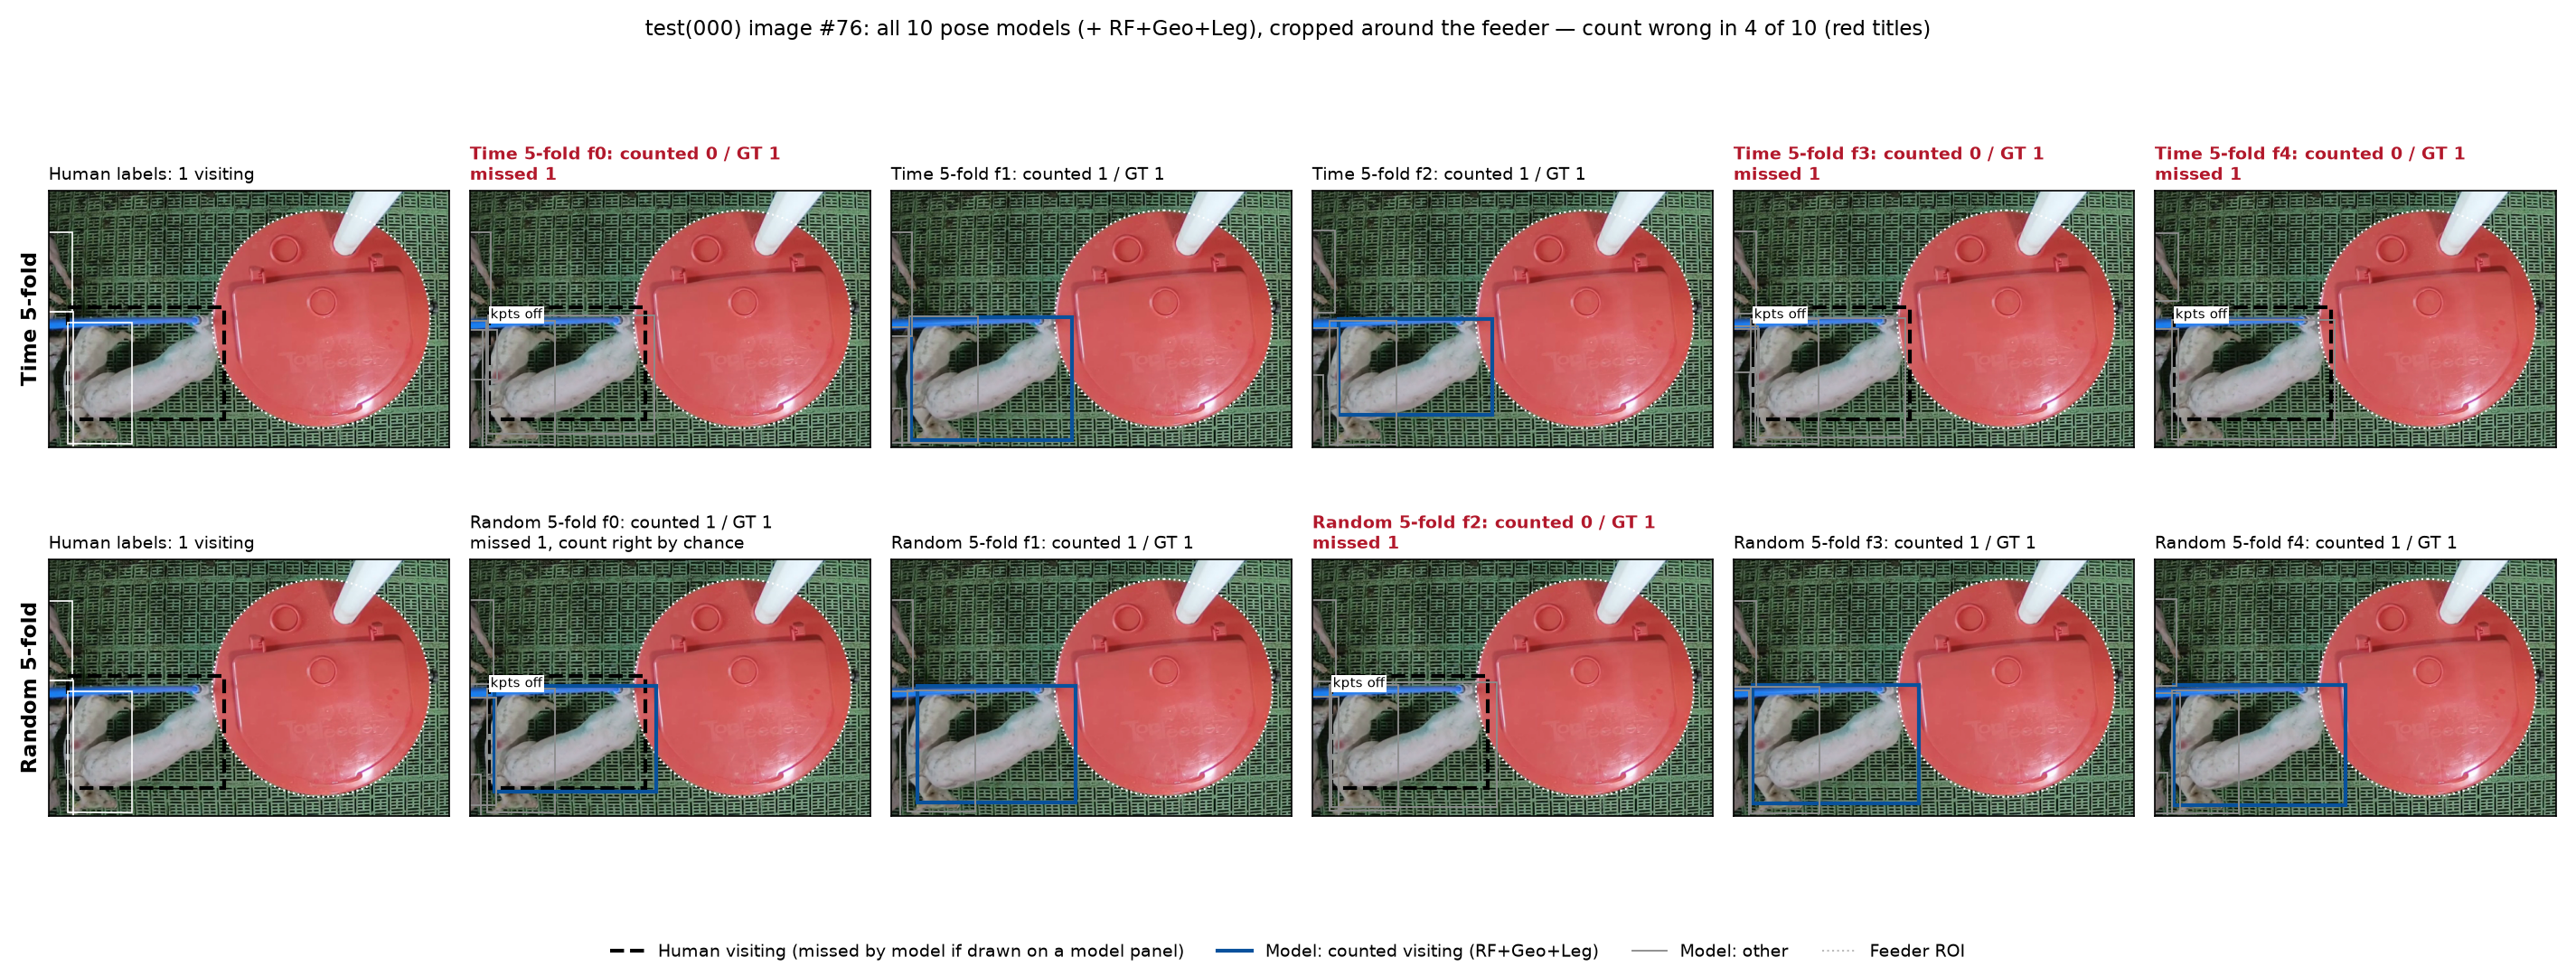 test(000) image #76: all 10 pose models (+ RF+Geo+Leg), cropped around the feeder — count wrong in 4 of 10 (red titles)
Time 5-fold
Human labels: 1 visiting
Time 5-fold f0: counted 0 / GT 1
missed 1
Time 5-fold f1: counted 1 / GT 1
Time 5-fold f2: counted 1 / GT 1
Time 5-fold f3: counted 0 / GT 1
missed 1
Time 5-fold f4: counted 0 / GT 1
missed 1
kpts off
kpts off
kpts off
Random 5-fold
Human labels: 1 visiting
Random 5-fold f0: counted 1 / GT 1
missed 1, count right by chance
Random 5-fold f1: counted 1 / GT 1
Random 5-fold f2: counted 0 / GT 1
missed 1
Random 5-fold f3: counted 1 / GT 1
Random 5-fold f4: counted 1 / GT 1
kpts off
kpts off
Human visiting (missed by model if drawn on a model panel)
Model: counted visiting (RF+Geo+Leg)
Model: other
Feeder ROI